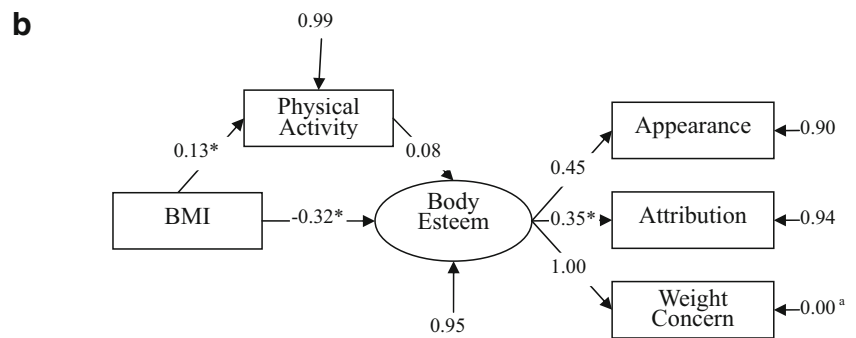 b
0.99
Physical
Activity
0.13*
0.08
BMI
-0.32*
Body
Esteem
0.95
0.45
0.35*
1.00
Appearance
0.90
Attribution
0.94
Weight
Concern
0.00 a